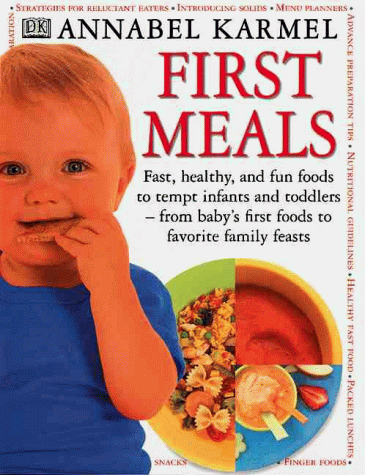 • STRATEGIES FOR RELUCTANT EATERS • INTRODUCING SOLIDS • MENU PLANNERS •
DK
ANNABEL KARMEL
FIRST
MEALS
Fast, healthy, and fun foods
to tempt infants and toddlers
– from baby's first foods to
favorite family feasts
ADVANCE PREPARATION TIPS • NUTRITIONAL GUIDELINES • HEALTHY FAST FOOD • PACKED LUNCHES
SNACKS
• FINGER FOODS •